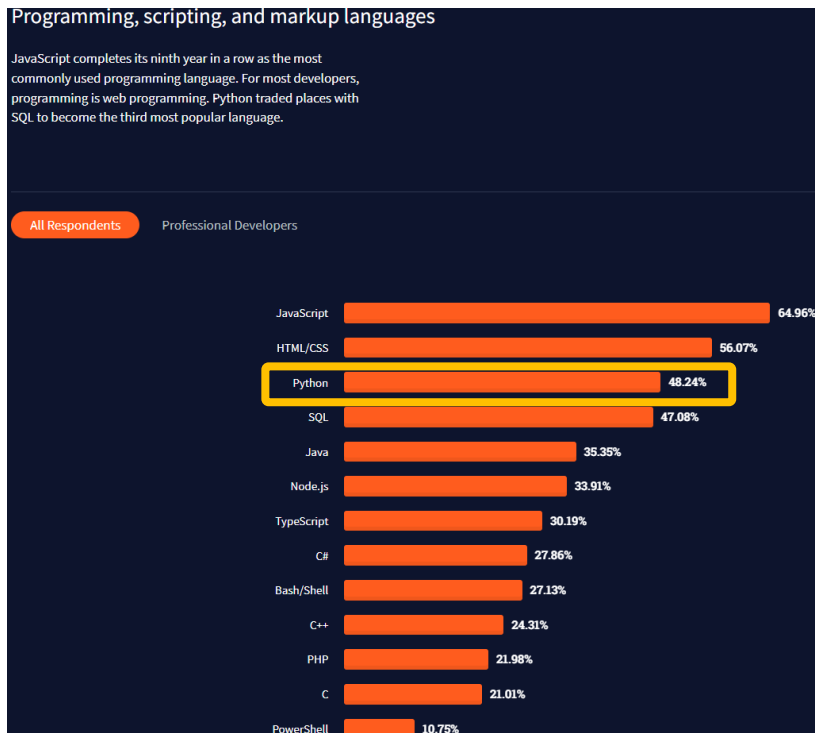 Programming, scripting, and markup languages
JavaScript completes its ninth year in a row as the most
commonly used programming language. For most developers,
programming is web programming. Python traded places with
SQL to become the third most popular language.
All Respondents Professional Developers
JavaScript 64.96%
HTML/CSS 56.07%
Python 48.24%
SQL 47.08%
Java 35.35%
Node.js 33.91%
TypeScript 30.19%
C# 27.86%
Bash/Shell 27.13%
C++ 24.31%
PHP 21.98%
C 21.01%
PowerShell 10.75%